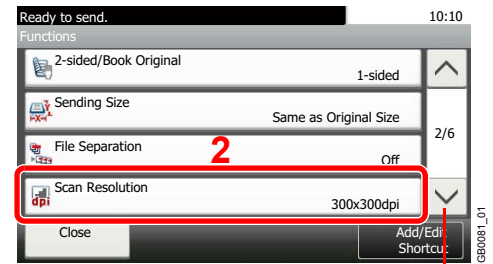 Ready to send. 10:10
Functions
2-sided/Book Original
1-sided
Sending Size
Same as Original Size
2/6
File Separation
2
Off
Scan Resolution
dpi
300x300dpi
Close
Add/Edit
Shortcut
GB0081_01